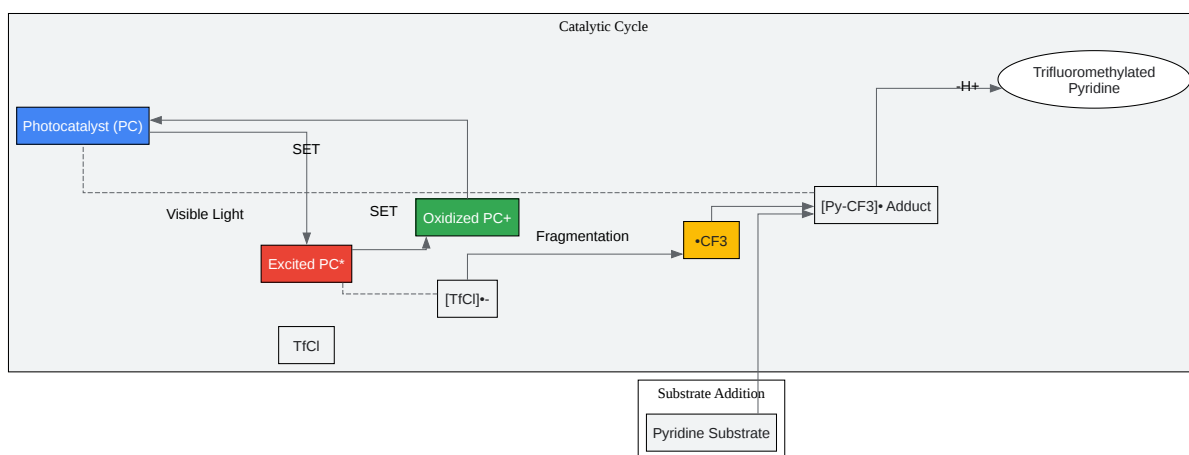 Catalytic Cycle
Trifluoromethylated
Pyridine
-H+
Photocatalyst (PC)
SET
[Py-CF3]• Adduct
Visible Light
SET
Oxidized PC+
Fragmentation
•CF3
Excited PC*
[TfCl]•-
TfCl
Substrate Addition
Pyridine Substrate